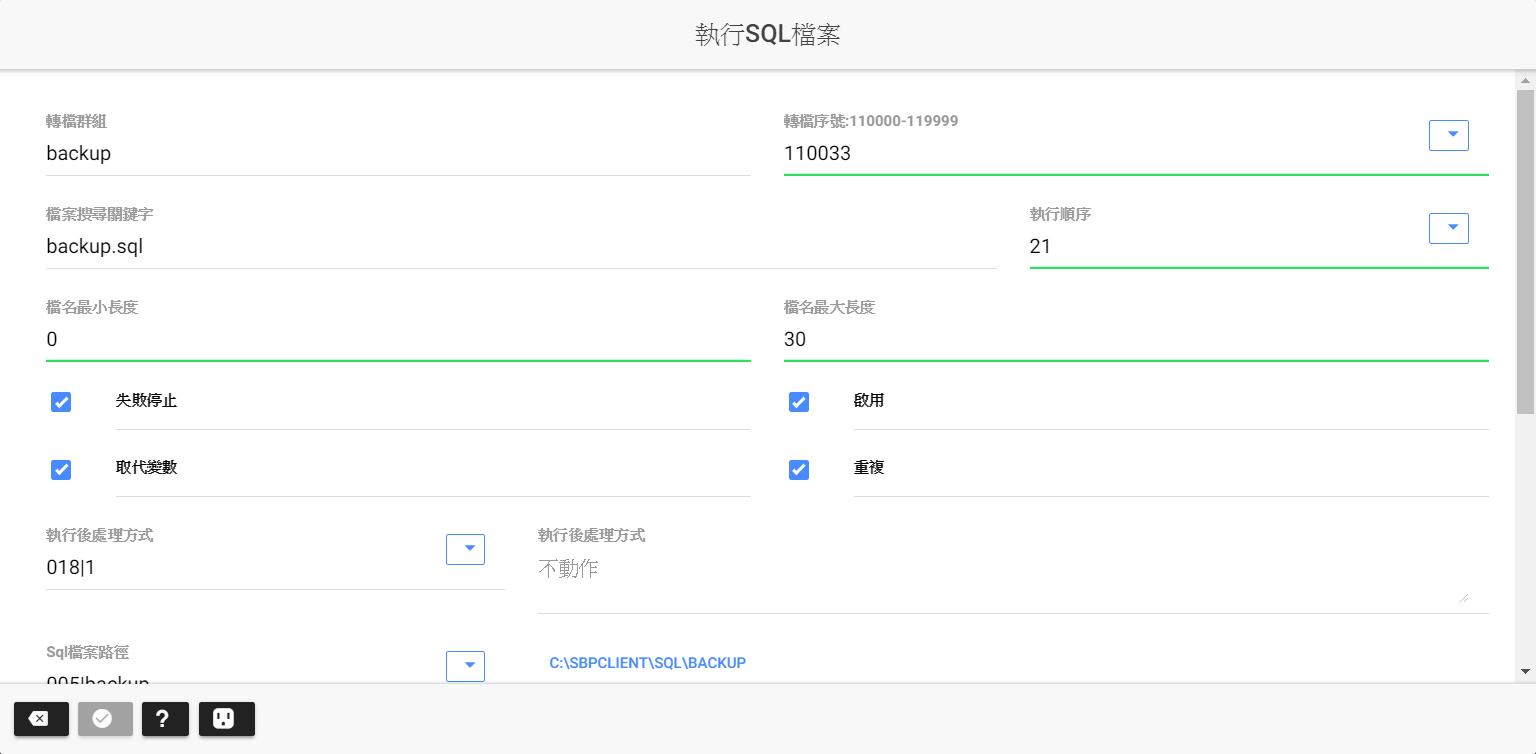 執行SQL檔案
轉檔群組
backup
轉檔序號:110000-119999
110033
檔案搜尋關鍵字
backup.sql
執行順序
21
檔名最小長度
0
檔名最大長度
30
失敗停止
啟用
取代變數
重複
執行後處理方式
018|1
執行後處理方式
不動作
Sql檔案路徑
005|backup
C:\SBPCLIENT\SQL\BACKUP
?